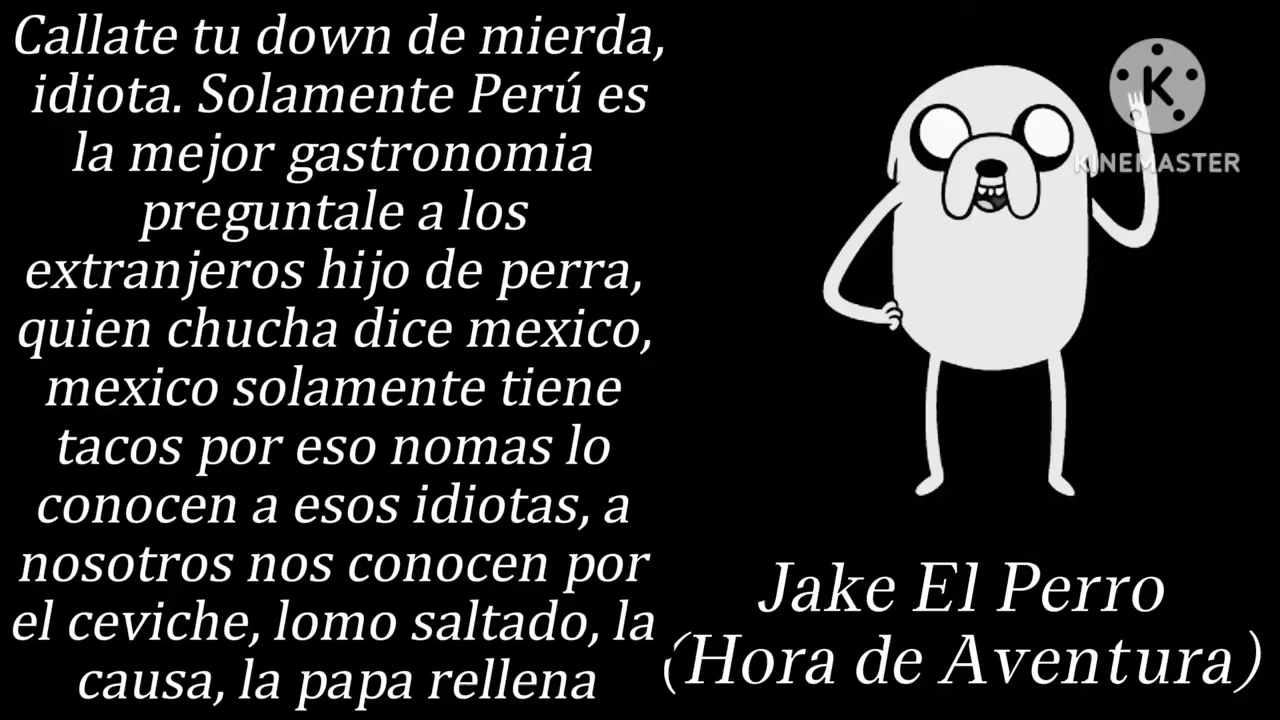 Callate tu down de mierda,
idiota. Solamente Perú es
la mejor gastronomia
preguntale a los
extranjeros hijo de perra,
quien chucha dice mexico,
mexico solamente tiene
tacos por eso nomas lo
conocen a esos idiotas, a
nosotros nos conocen por
el ceviche, lomo saltado, la
causa, la papa rellena
K
KINEMASTER
Jake El Perro
(Hora de Aventura)